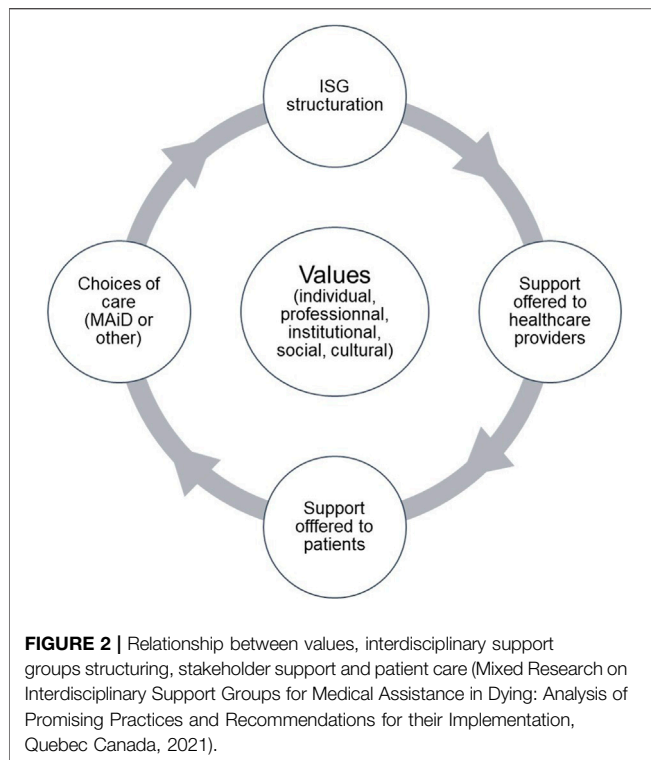 ISG
structuration
Choices of
care
(MAiD or
other)
Values
(individual,
professionnal,
institutional,
social, cultural)
Support
offered to
healthcare
providers
Support
offfered to
patients
FIGURE 2 | Relationship between values, interdisciplinary support
groups structuring, stakeholder support and patient care (Mixed Research on
Interdisciplinary Support Groups for Medical Assistance in Dying: Analysis of
Promising Practices and Recommendations for their Implementation,
Quebec Canada, 2021).